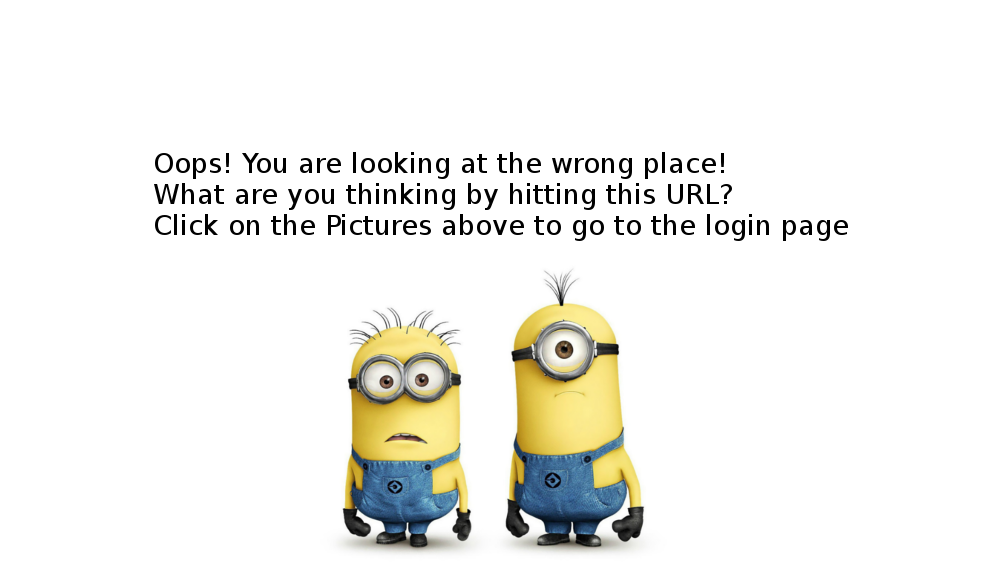 Oops! You are looking at the wrong place!
What are you thinking by hitting this URL?
Click on the Pictures above to go to the login page